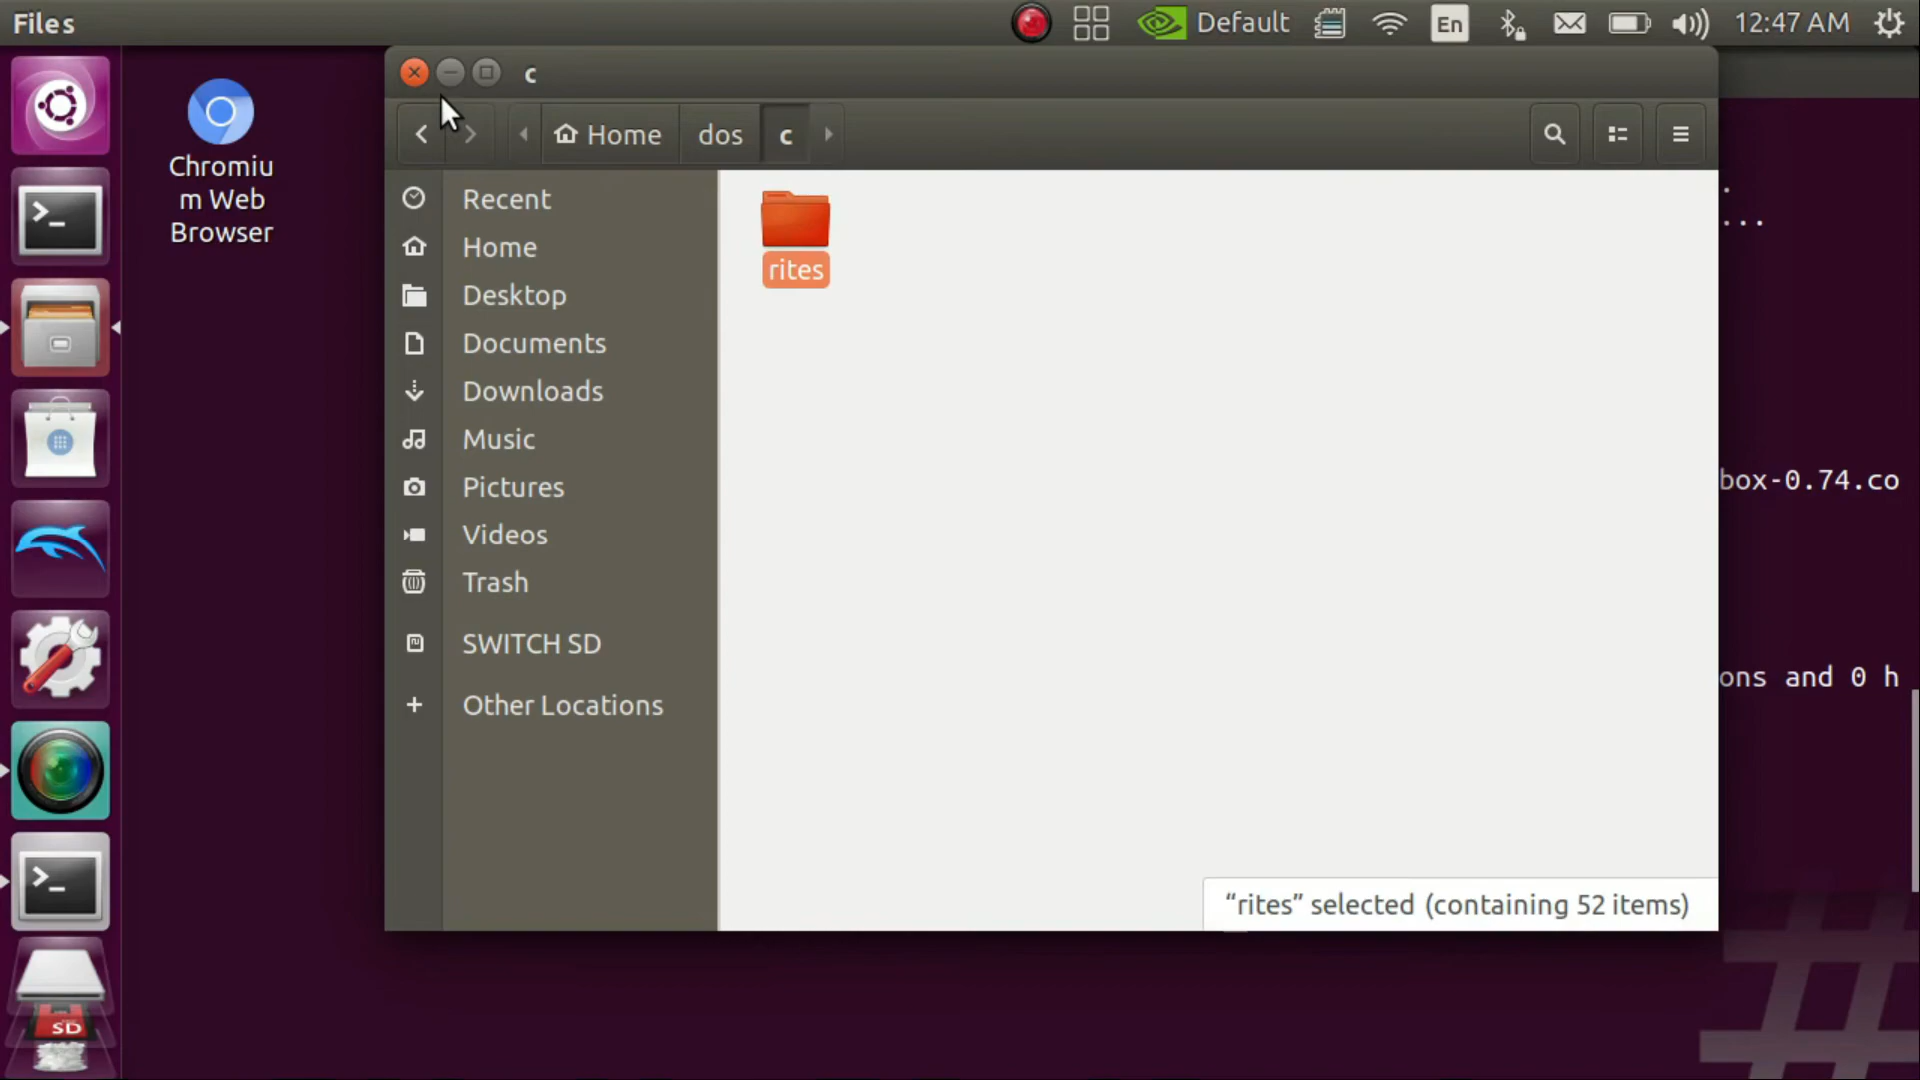 Files
En
Default
12:47 AM
c
Home
dos
c
Chromiu
m Web
Browser
Recent
Home
Desktop
Documents
Downloads
Music
Pictures
Videos
Trash
SWITCH SD
Other Locations
rites
.
...
box-0.74.co
ons and 0 h
"rites" selected (containing 52 items)
>_
>_
SD
#